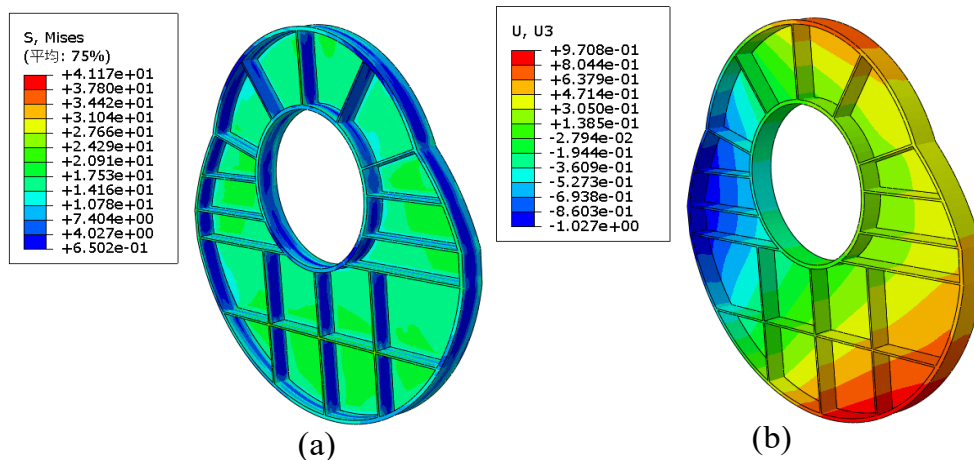 S, Mises
(平均: 75%)
+4.117e+01
+3.780e+01
+3.442e+01
+3.104e+01
+2.766e+01
+2.429e+01
+2.091e+01
+1.753e+01
+1.416e+01
+1.078e+01
+7.404e+00
+4.027e+00
+6.502e-01
U, U3
+9.708e-01
+8.044e-01
+6.379e-01
+4.714e-01
+3.050e-01
+1.385e-01
-2.794e-02
-1.944e-01
-3.609e-01
-5.273e-01
-6.938e-01
-8.603e-01
-1.027e+00
(a)
(b)